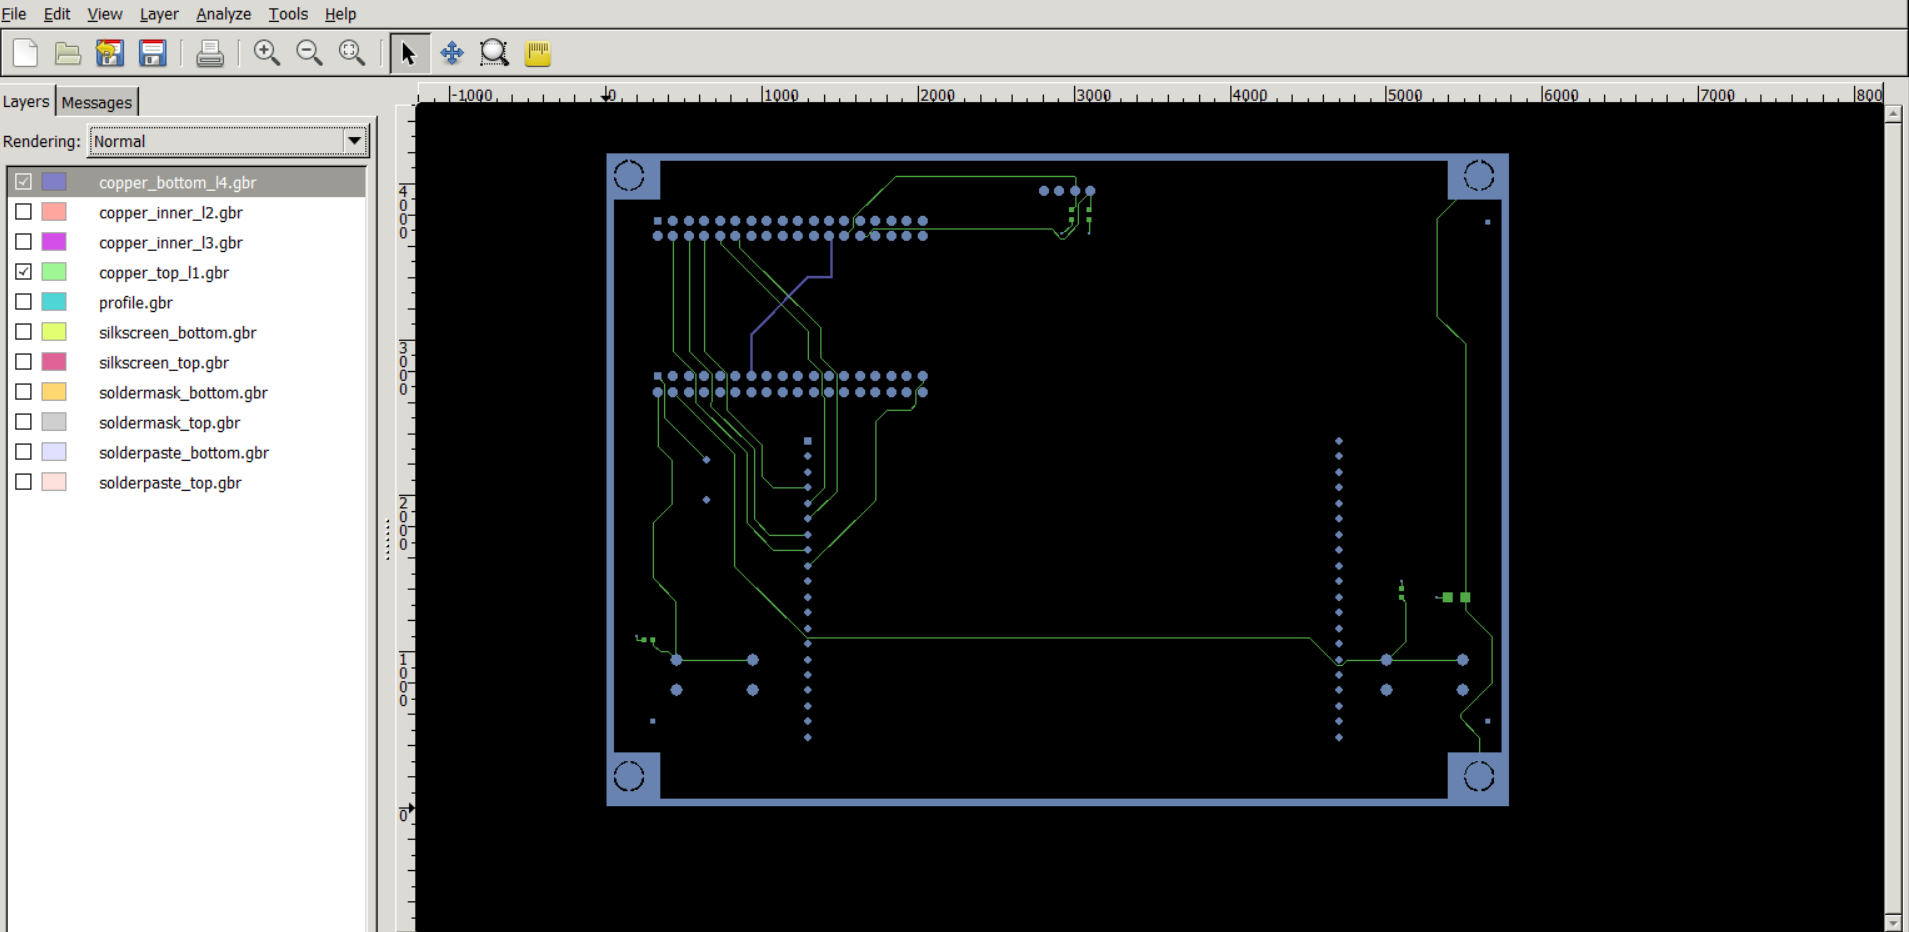 File Edit View Layer Analyze Tools Help
Layers Messages
-1000 0 1000 2000 3000 4000 5000 6000 7000 800
Rendering: Normal
copper_bottom_l4.gbr
copper_inner_l2.gbr
copper_inner_l3.gbr
copper_top_l1.gbr
profile.gbr
silkscreen_bottom.gbr
silkscreen_top.gbr
soldermask_bottom.gbr
soldermask_top.gbr
solderpaste_bottom.gbr
solderpaste_top.gbr
4000
3000
2000
1000
0